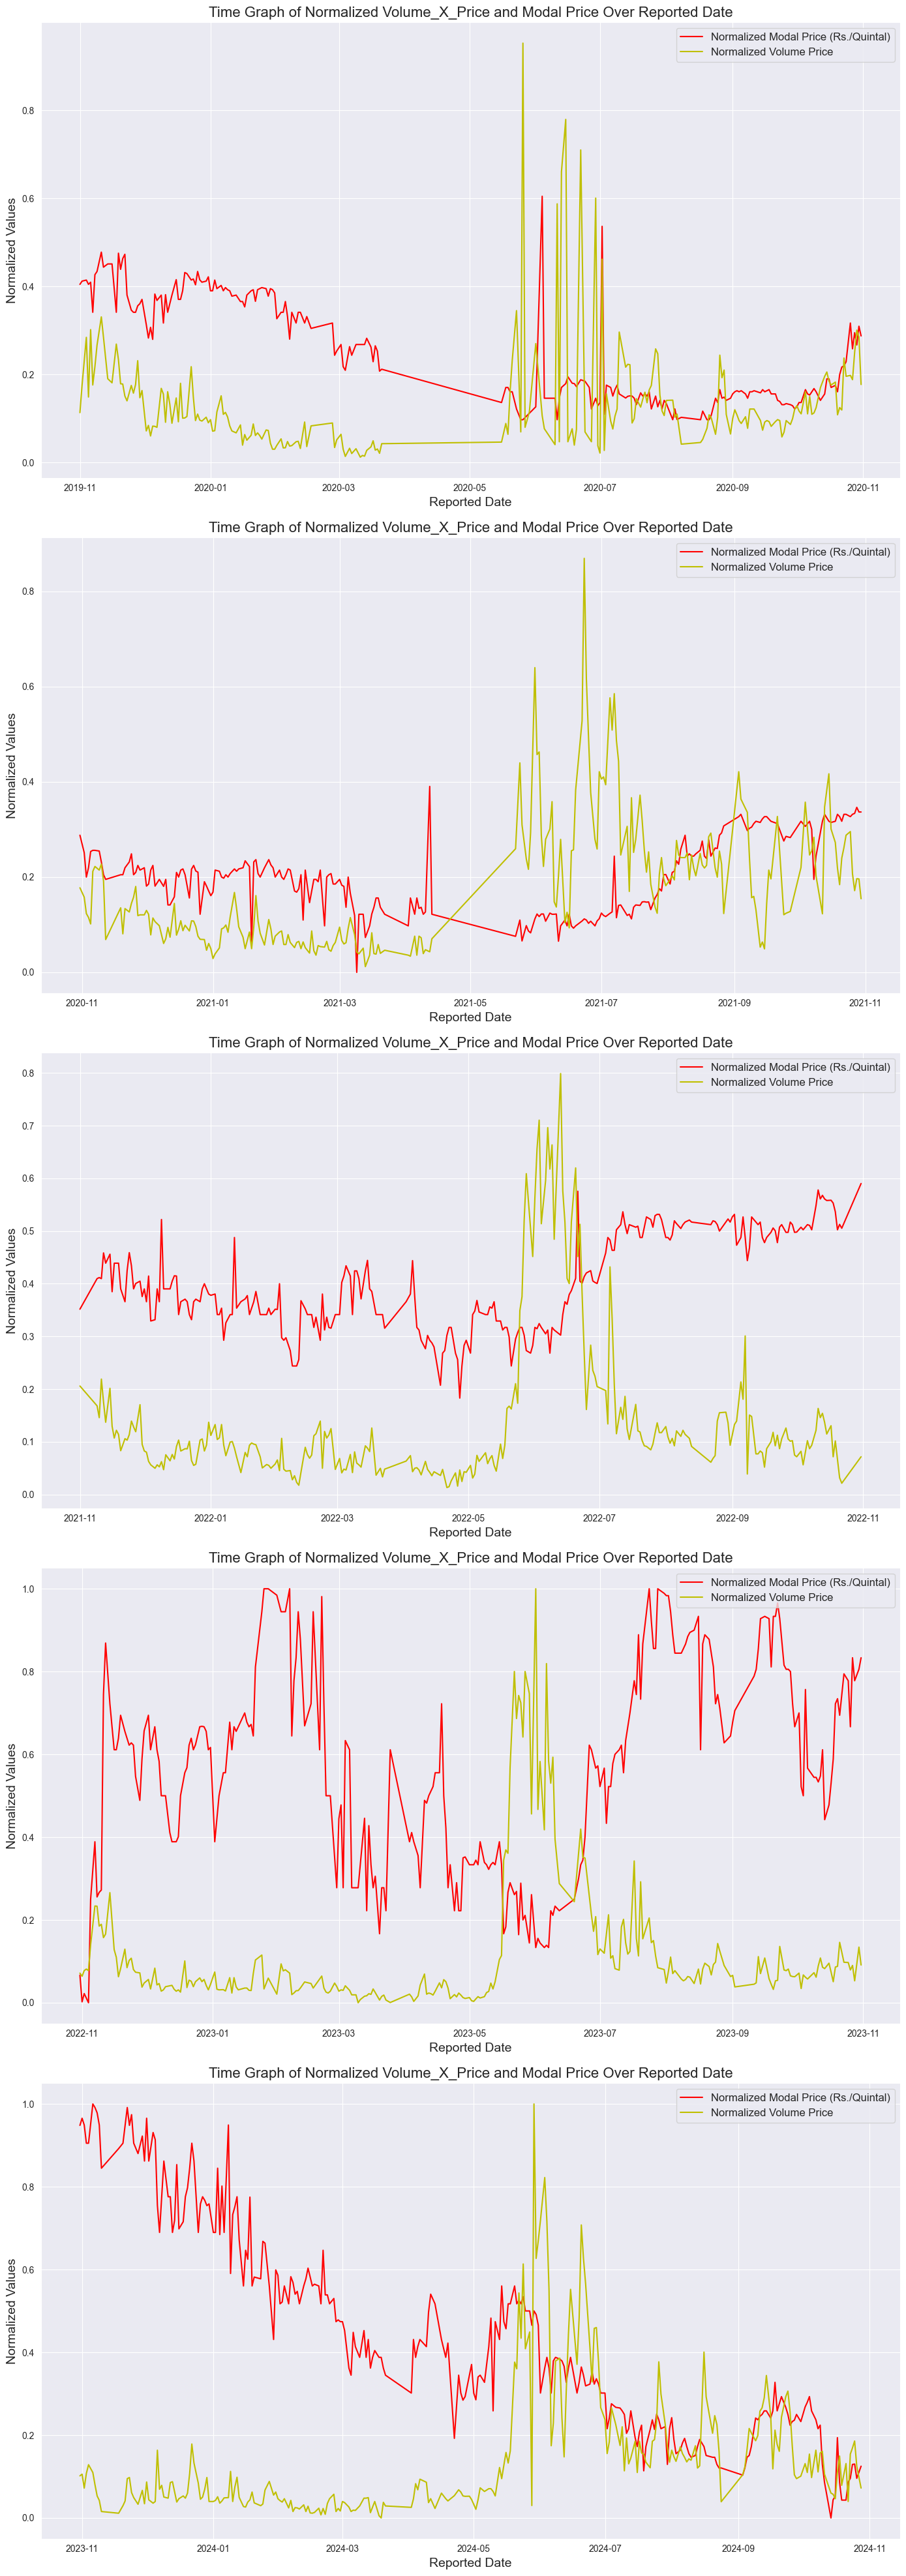 Time Graph of Normalized Volume_X_Price and Modal Price Over Reported Date
Normalized Modal Price (Rs./Quintal)
Normalized Volume Price
Normalized Values
0.8
0.6
0.4
0.2
0.0
2019-11 2020-01 2020-03 2020-05 2020-07 2020-09 2020-11
Reported Date
Time Graph of Normalized Volume_X_Price and Modal Price Over Reported Date
Normalized Modal Price (Rs./Quintal)
Normalized Volume Price
Normalized Values
0.8
0.6
0.4
0.2
0.0
2020-11 2021-01 2021-03 2021-05 2021-07 2021-09 2021-11
Reported Date
Time Graph of Normalized Volume_X_Price and Modal Price Over Reported Date
Normalized Modal Price (Rs./Quintal)
Normalized Volume Price
Normalized Values
0.8
0.7
0.6
0.5
0.4
0.3
0.2
0.1
0.0
2021-11 2022-01 2022-03 2022-05 2022-07 2022-09 2022-11
Reported Date
Time Graph of Normalized Volume_X_Price and Modal Price Over Reported Date
Normalized Modal Price (Rs./Quintal)
Normalized Volume Price
Normalized Values
1.0
0.8
0.6
0.4
0.2
0.0
2022-11 2023-01 2023-03 2023-05 2023-07 2023-09 2023-11
Reported Date
Time Graph of Normalized Volume_X_Price and Modal Price Over Reported Date
Normalized Modal Price (Rs./Quintal)
Normalized Volume Price
Normalized Values
1.0
0.8
0.6
0.4
0.2
0.0
2023-11 2024-01 2024-03 2024-05 2024-07 2024-09 2024-11
Reported Date